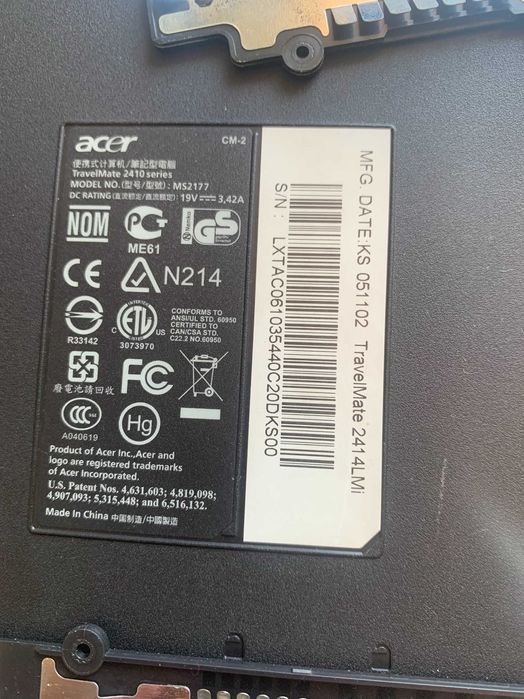 acer CM-2
便携式计算机/筆記型電腦
TravelMate 2410 series
MODEL NO.(型号/型號): MS2177
DC RATING (直流额定/直流額定): 19V 3,42A
NOM
ME61
GS
CE N214
R33142
ETL
C US
INTERTEK
3073970
CONFORMS TO
ANSI/UL STD. 60950
CERTIFIED TO
CAN/CSA STD.
C22.2 NO.60950
廢電池請回收
FC
CCC
A040619
Hg
Product of Acer Inc.,Acer and
logo are registered trademarks
of Acer Incorporated.
U.S. Patent Nos. 4,631,603; 4,819,098;
4,907,093; 5,315,448; and 6,516,132.
Made In China 中国制造/中國製造
MFG. DATE:KS 051102 TravelMate 2414LMi
S/N : LXTAC061035440C20DKS00